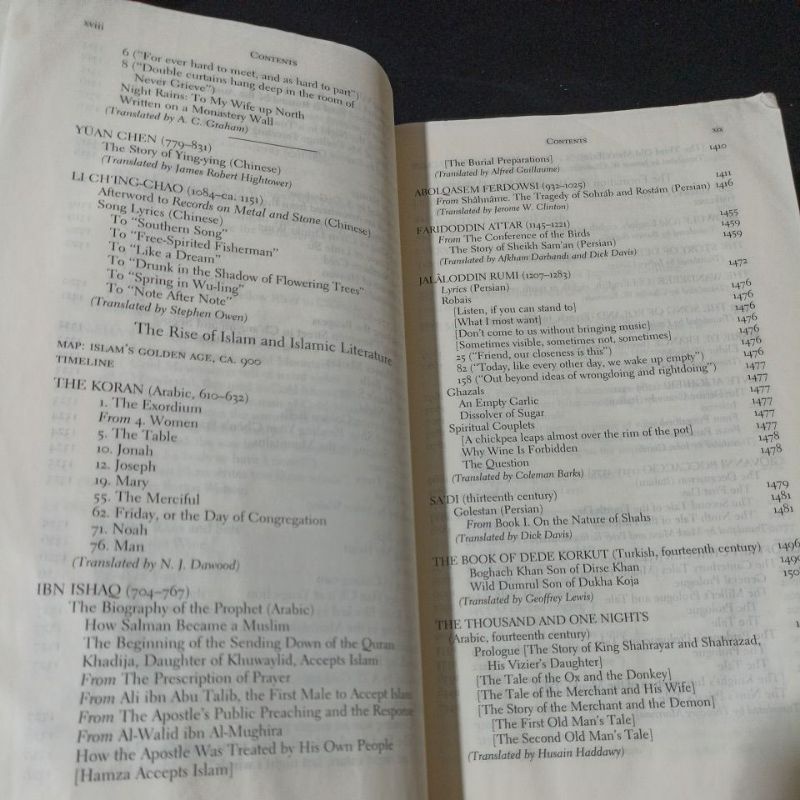 xviii
CONTENTS
6 ("For ever hard to meet, and as hard to part")
8 ("Double curtains hang deep in the room of
Never Grieve")
Night Rains: To My Wife up North
Written on a Monastery Wall
(Translated by A. C. Graham)
YÜAN CHEN (779–831)
The Story of Ying-ying (Chinese)
(Translated by James Robert Hightower)
LI CH'ING-CHAO (1084–ca. 1151)
Afterword to Records on Metal and Stone (Chinese)
Song Lyrics (Chinese)
To "Southern Song"
To "Free-Spirited Fisherman"
To "Like a Dream"
To "Drunk in the Shadow of Flowering Trees"
To "Spring in Wu-ling"
To "Note After Note"
(Translated by Stephen Owen)
The Rise of Islam and Islamic Literature
MAP: ISLAM'S GOLDEN AGE, CA. 900
TIMELINE
THE KORAN (Arabic, 610–632)
1. The Exordium
From 4. Women
5. The Table
10. Jonah
12. Joseph
19. Mary
55. The Merciful
62. Friday, or the Day of Congregation
71. Noah
76. Man
(Translated by N. J. Dawood)
IBN ISHAQ (704–767)
The Biography of the Prophet (Arabic)
How Salman Became a Muslim
The Beginning of the Sending Down of the Quran
Khadija, Daughter of Khuwaylid, Accepts Islam
From The Prescription of Prayer
From Ali ibn Abu Talib, the First Male to Accept Islam
From The Apostle's Public Preaching and the Response
From Al-Walid ibn Al-Mughira
How the Apostle Was Treated by His Own People
[Hamza Accepts Islam]
CONTENTS xix
[The Burial Preparations] 1410
(Translated by Alfred Guillaume)
ABOLQASEM FERDOWSI (932–1025) 1411
From Shâhnâme. The Tragedy of Sohráb and Rostám (Persian) 1416
(Translated by Jerome W. Clinton)
FARIDODDIN ATTAR (1145–1221) 1455
From The Conference of the Birds 1459
The Story of Sheikh Sam'an (Persian) 1459
(Translated by Afkham Darbandi and Dick Davis)
JALÂLODDIN RUMI (1207–1283) 1472
Lyrics (Persian)
Robais 1476
[Listen, if you can stand to] 1476
[What I most want] 1476
[Don't come to us without bringing music] 1476
[Sometimes visible, sometimes not, sometimes] 1476
25 ("Friend, our closeness is this") 1476
82 ("Today, like every other day, we wake up empty") 1476
158 ("Out beyond ideas of wrongdoing and rightdoing") 1477
Ghazals 1477
An Empty Garlic 1477
Dissolver of Sugar 1477
Spiritual Couplets 1477
[A chickpea leaps almost over the rim of the pot] 1477
Why Wine Is Forbidden 1478
The Question 1478
(Translated by Coleman Barks)
SA'DI (thirteenth century) 1479
Golestan (Persian) 1481
From Book I. On the Nature of Shahs 1481
(Translated by Dick Davis)
THE BOOK OF DEDE KORKUT (Turkish, fourteenth century) 1496
Boghach Khan Son of Dirse Khan
Wild Dumrul Son of Dukha Koja
(Translated by Geoffrey Lewis)
THE THOUSAND AND ONE NIGHTS
(Arabic, fourteenth century)
Prologue [The Story of King Shahrayar and Shahrazad,
His Vizier's Daughter]
[The Tale of the Ox and the Donkey]
[The Tale of the Merchant and His Wife]
[The Story of the Merchant and the Demon]
[The First Old Man's Tale]
[The Second Old Man's Tale]
(Translated by Husain Haddawy)